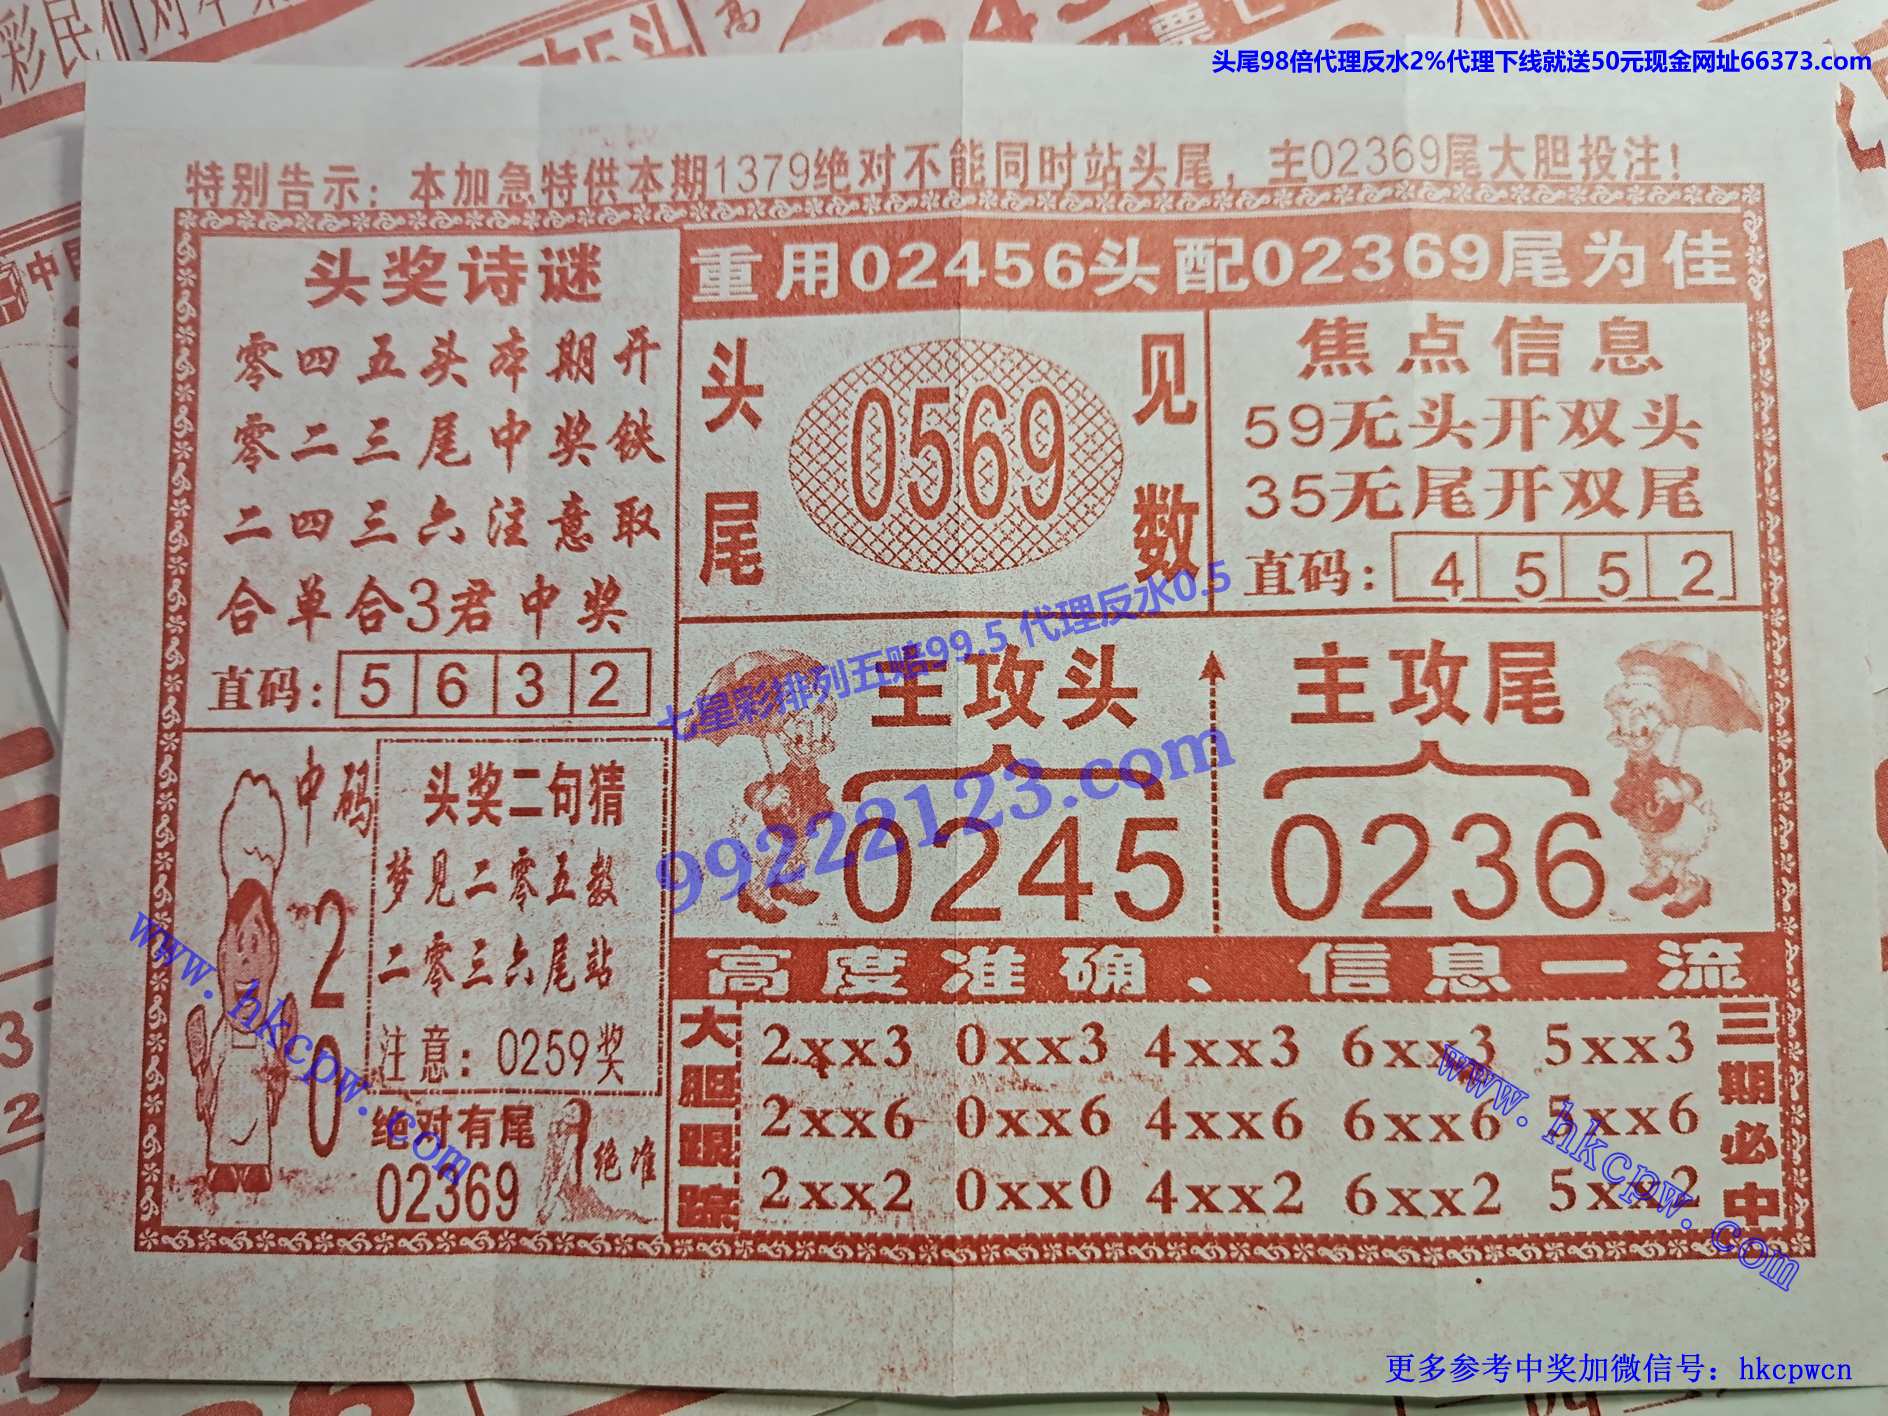 头尾98倍代理反水2%代理下线就送50元现金网址66373.com
特别告示：本加急特供本期1379绝对不能同时站头尾，主02369尾大胆投注！
头奖诗谜
零四五头本期开
零二三尾中奖铁
二四三六注意取
合单合3君中奖
直码：5 6 3 2
重用02456头配02369尾为佳
头尾
0569
见数
焦点信息
59无头开双头
35无尾开双尾
直码：4 5 5 2
七星彩排列五赔99.5 代理反水0.5
99222123.com
主攻头
0245
主攻尾
0236
中码
20
头奖二句猜
梦见二零五数
二零三六尾站
注意：0259奖
绝对有尾
02369
绝准
高度准确、信息一流
大胆跟踪
2xx3 0xx3 4xx3 6xx3 5xx3
2xx6 0xx6 4xx6 6xx6 5xx6
2xx2 0xx0 4xx2 6xx2 5xx2
三期必中
www.hkcpw.com
www.hkcpw.com
更多参考中奖加微信号：hkcpwcn